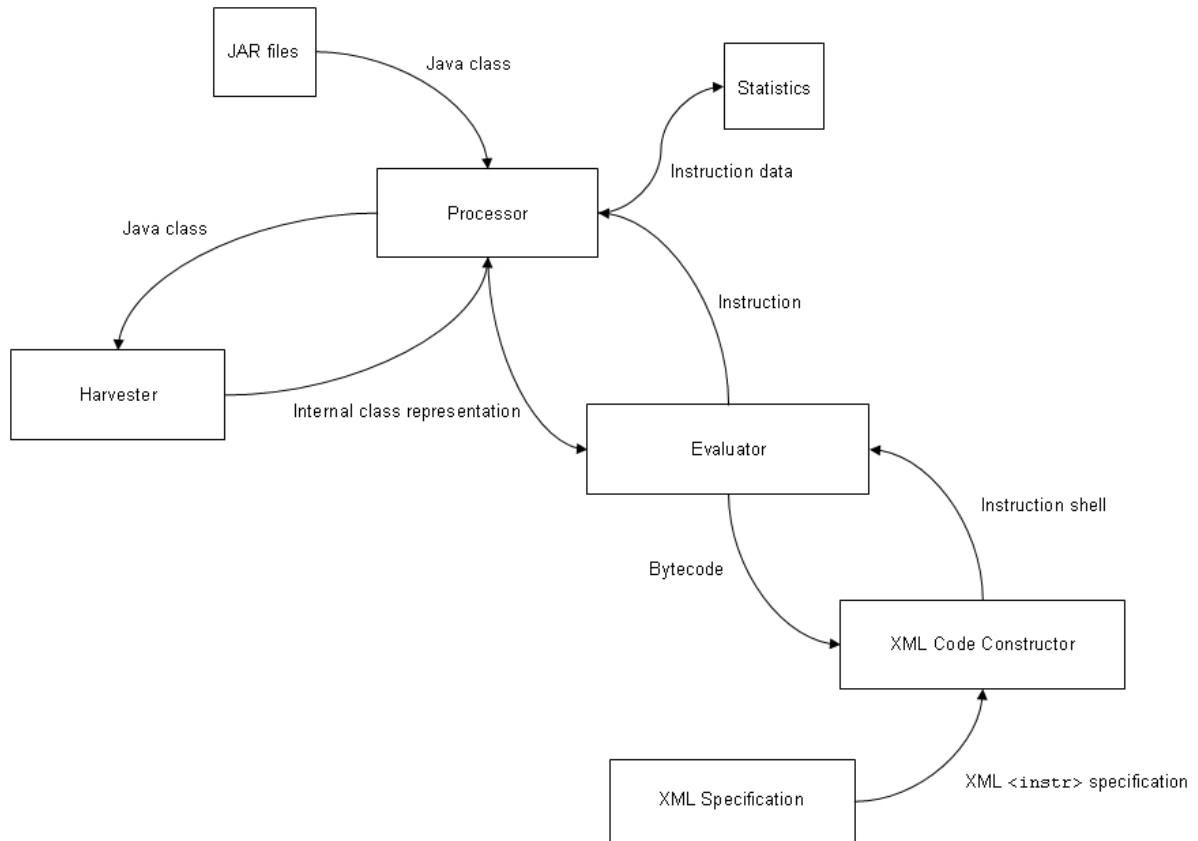 JAR files
Java class
Statistics
Instruction data
Processor
Java class
Instruction
Harvester
Internal class representation
Evaluator
Instruction shell
Bytecode
XML Code Constructor
XML <instr> specification
XML Specification